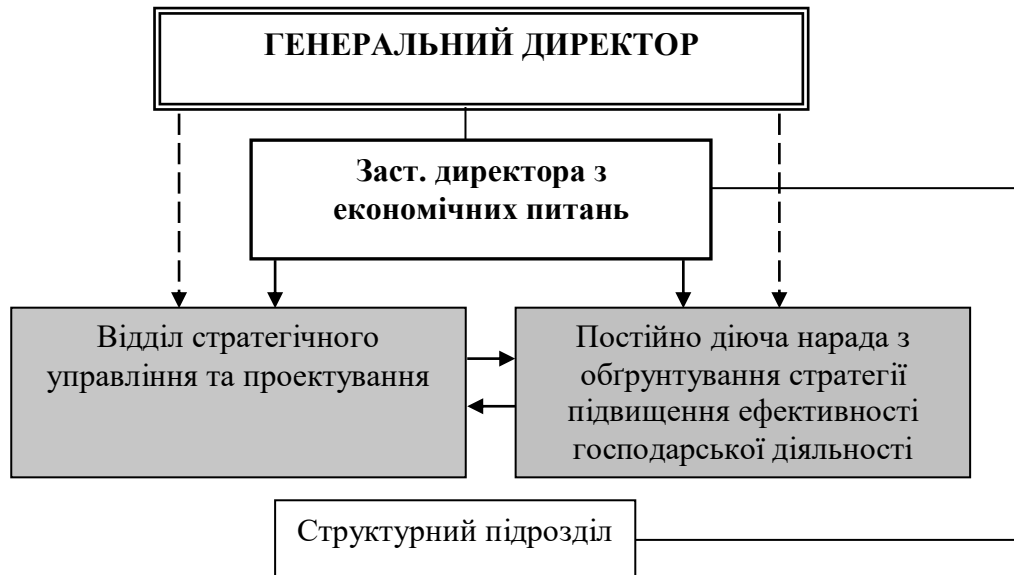 ГЕНЕРАЛЬНИЙ ДИРЕКТОР
Заст. директора з
економічних питань
Відділ стратегічного
управління та проектування
Постійно діюча нарада з
обґрунтування стратегії
підвищення ефективності
господарської діяльності
Структурний підрозділ